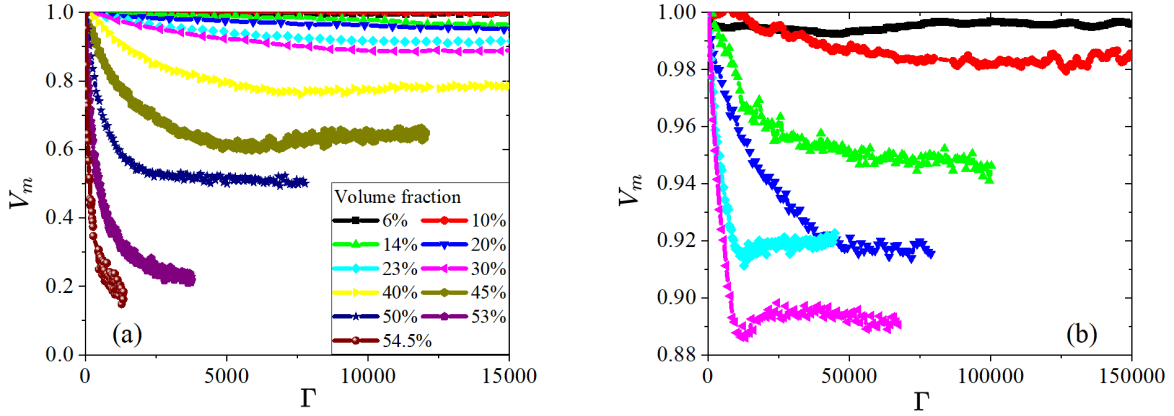 1.0
0.8
0.6
0.4
0.2
0.0
V_m
0 5000 10000 15000
Γ
Volume fraction
6% 10%
14% 20%
23% 30%
40% 45%
50% 53%
54.5%
(a)
1.00
0.98
0.96
0.94
0.92
0.90
0.88
V_m
0 50000 100000 150000
Γ
(b)